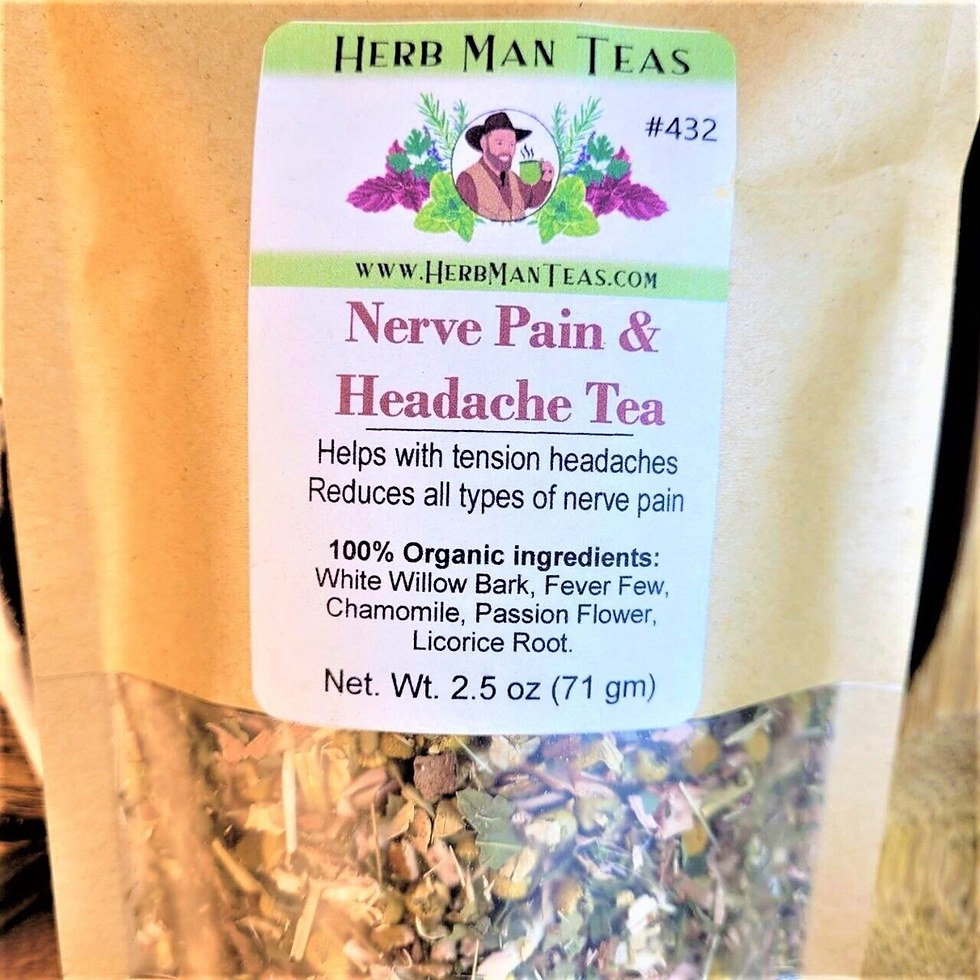 HERB MAN TEAS
#432
WWW.HERBMANTEAS.COM
Nerve Pain &
Headache Tea
Helps with tension headaches
Reduces all types of nerve pain
100% Organic ingredients:
White Willow Bark, Fever Few,
Chamomile, Passion Flower,
Licorice Root.
Net. Wt. 2.5 oz (71 gm)